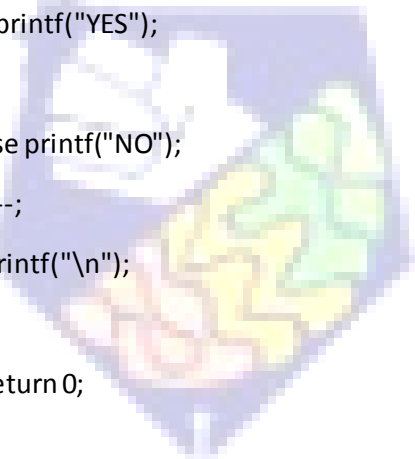 printf("YES");
se printf("NO");
--;
rintf("\n");
eturn 0;